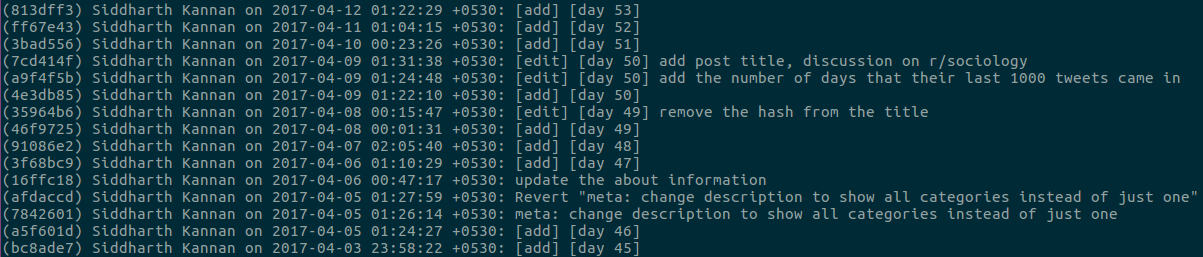 (813dff3) Siddharth Kannan on 2017-04-12 01:22:29 +0530: [add] [day 53]
(ff67e43) Siddharth Kannan on 2017-04-11 01:04:15 +0530: [add] [day 52]
(3bad556) Siddharth Kannan on 2017-04-10 00:23:26 +0530: [add] [day 51]
(7cd414f) Siddharth Kannan on 2017-04-09 01:31:38 +0530: [edit] [day 50] add post title, discussion on r/sociology
(a9f4f5b) Siddharth Kannan on 2017-04-09 01:24:48 +0530: [edit] [day 50] add the number of days that their last 1000 tweets came in
(4e3db85) Siddharth Kannan on 2017-04-09 01:22:10 +0530: [add] [day 50]
(35964b6) Siddharth Kannan on 2017-04-08 00:15:47 +0530: [edit] [day 49] remove the hash from the title
(46f9725) Siddharth Kannan on 2017-04-08 00:01:31 +0530: [add] [day 49]
(91086e2) Siddharth Kannan on 2017-04-07 02:05:40 +0530: [add] [day 48]
(3f68bc9) Siddharth Kannan on 2017-04-06 01:10:29 +0530: [add] [day 47]
(16ffc18) Siddharth Kannan on 2017-04-06 00:47:17 +0530: update the about information
(afdaccd) Siddharth Kannan on 2017-04-05 01:27:59 +0530: Revert "meta: change description to show all categories instead of just one"
(7842601) Siddharth Kannan on 2017-04-05 01:26:14 +0530: meta: change description to show all categories instead of just one
(a5f601d) Siddharth Kannan on 2017-04-05 01:24:27 +0530: [add] [day 46]
(bc8ade7) Siddharth Kannan on 2017-04-03 23:58:22 +0530: [add] [day 45]